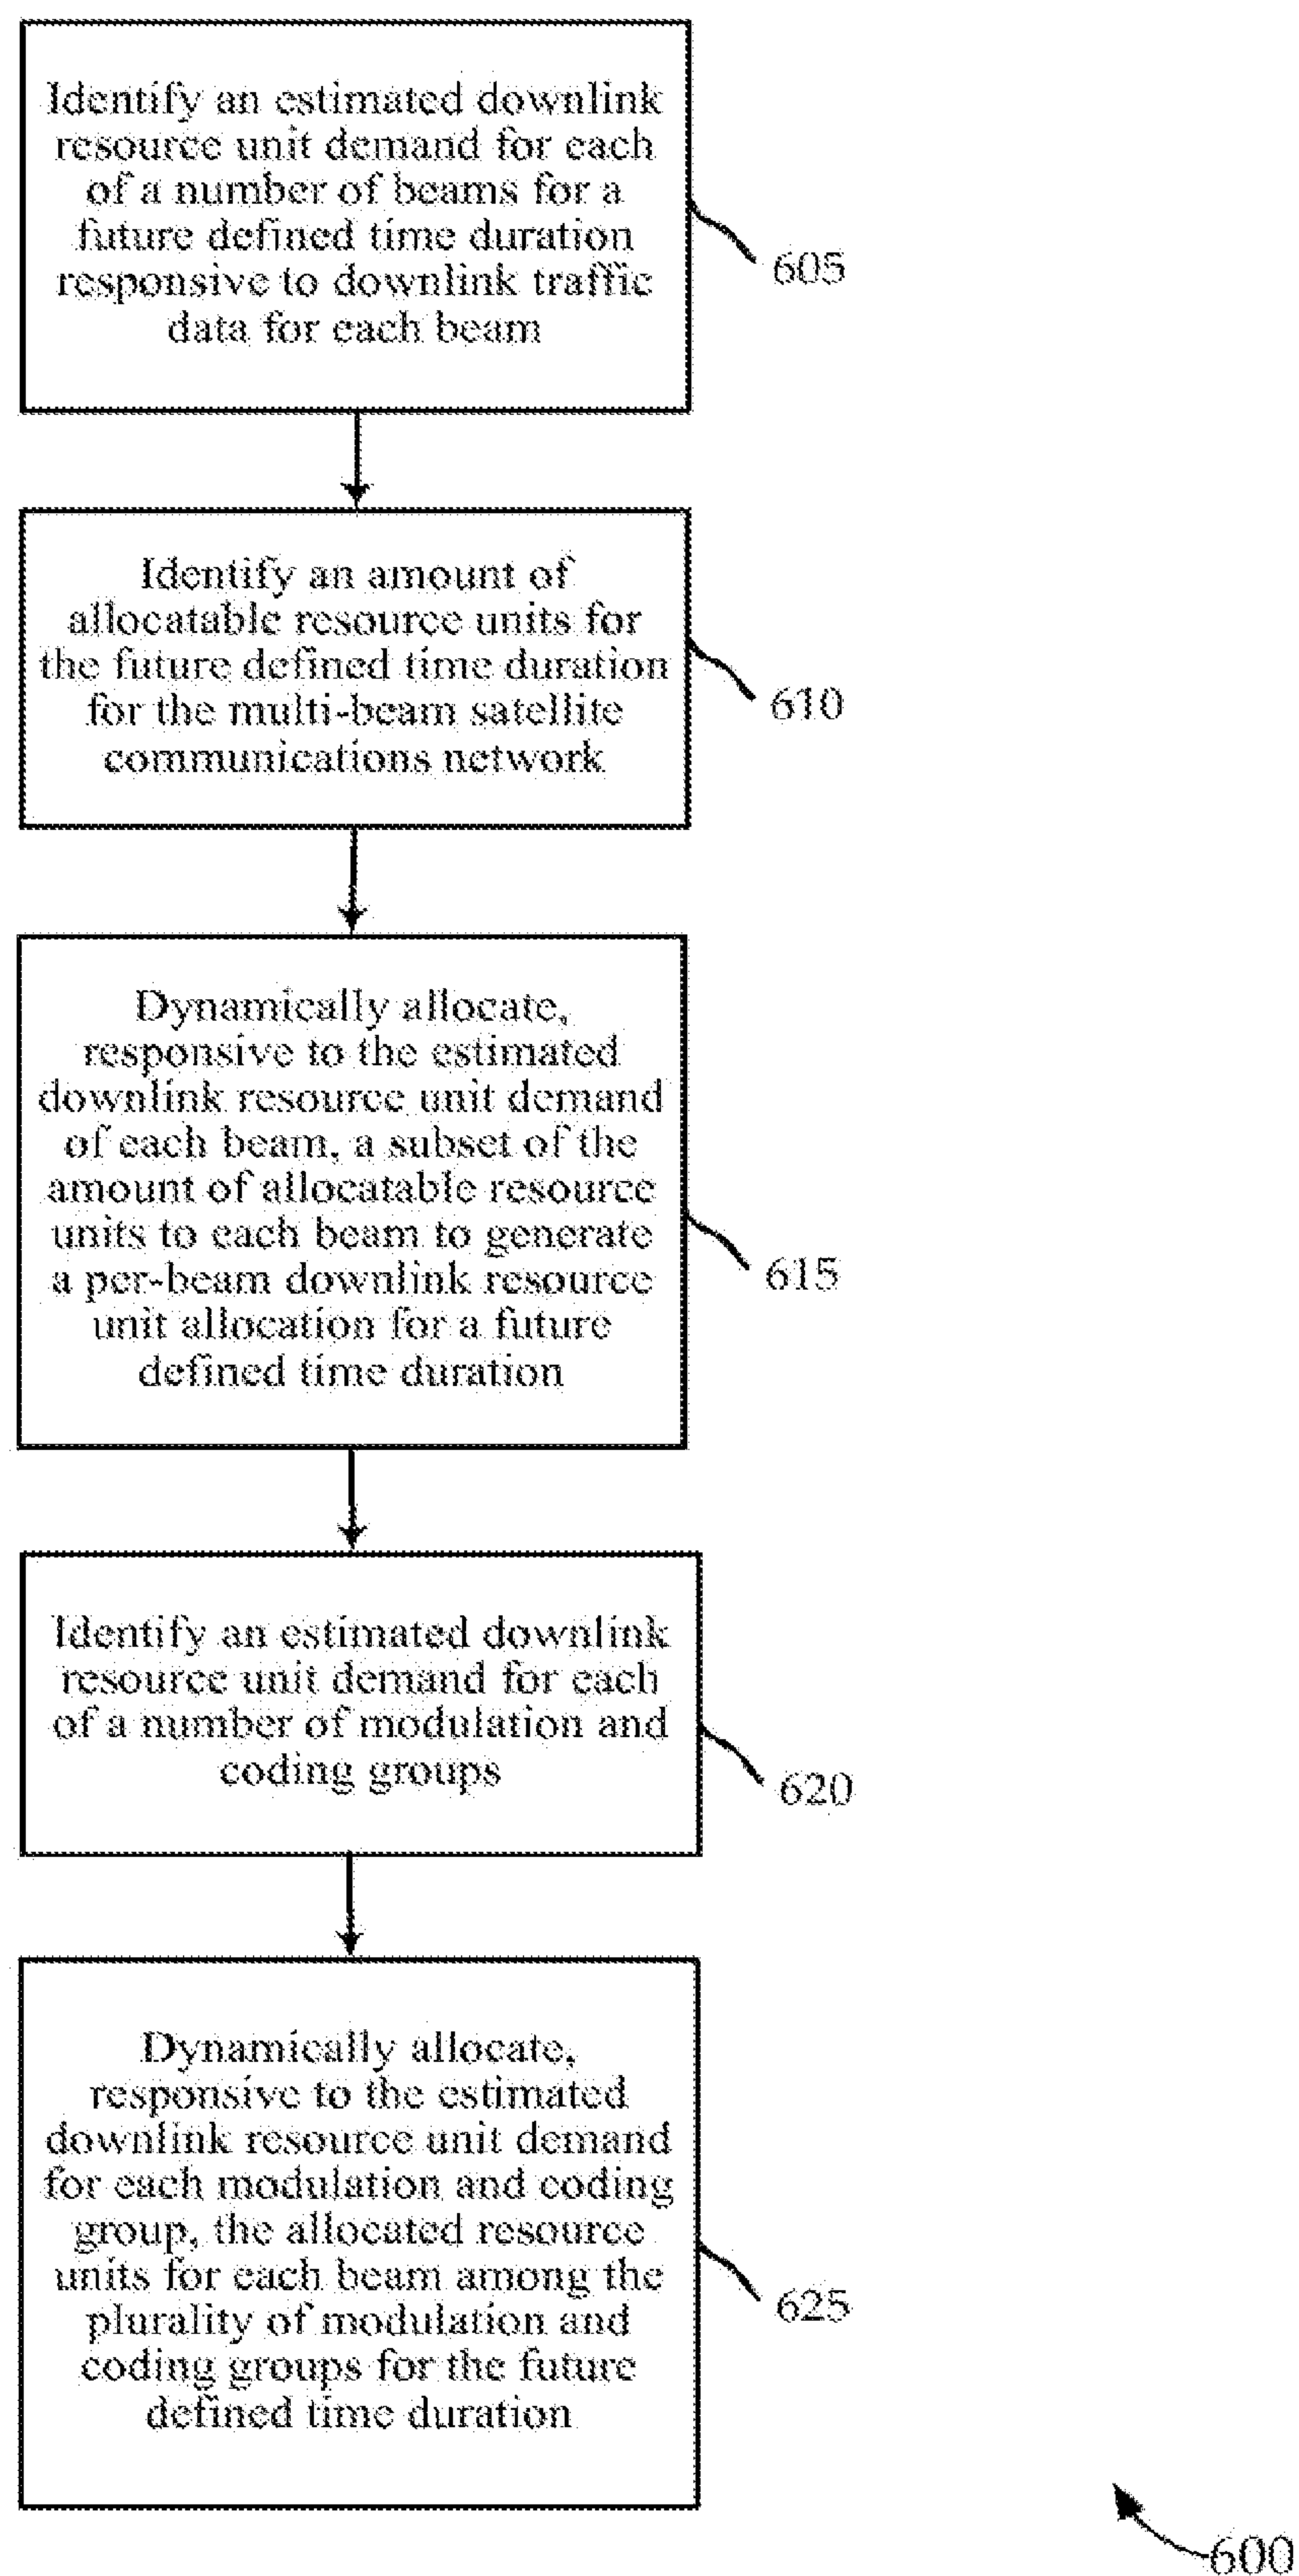 Identify an estimated downlink
resource unit demand for each
of a number of beams for a
future defined time duration
responsive to downlink traffic
data for each beam
605
Identify an amount of
allocatable resource units for
the future defined time duration
for the multi-beam satellite
communications network
610
Dynamically allocate,
responsive to the estimated
downlink resource unit demand
of each beam, a subset of the
amount of allocatable resource
units to each beam to generate
a per-beam downlink resource
unit allocation for a future
defined time duration
615
Identify an estimated downlink
resource unit demand for each
of a number of modulation and
coding groups
620
Dynamically allocate,
responsive to the estimated
downlink resource unit demand
for each modulation and coding
group, the allocated resource
units for each beam among the
plurality of modulation and
coding groups for the future
defined time duration
625
600